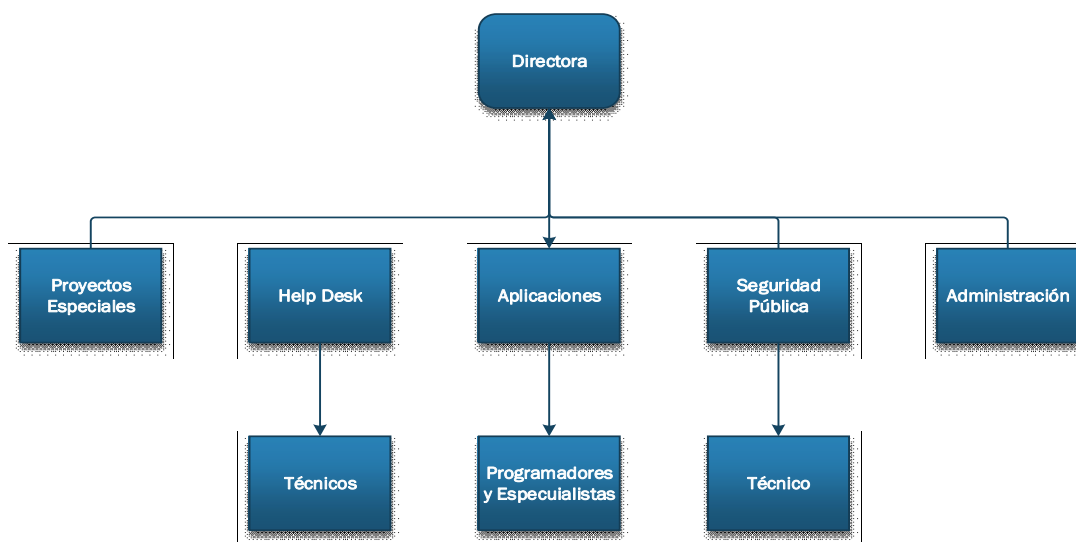 Directora
Proyectos
Especiales
Help Desk
Aplicaciones
Seguridad
Pública
Administración
Técnicos
Programadores
y Especuialistas
Técnico